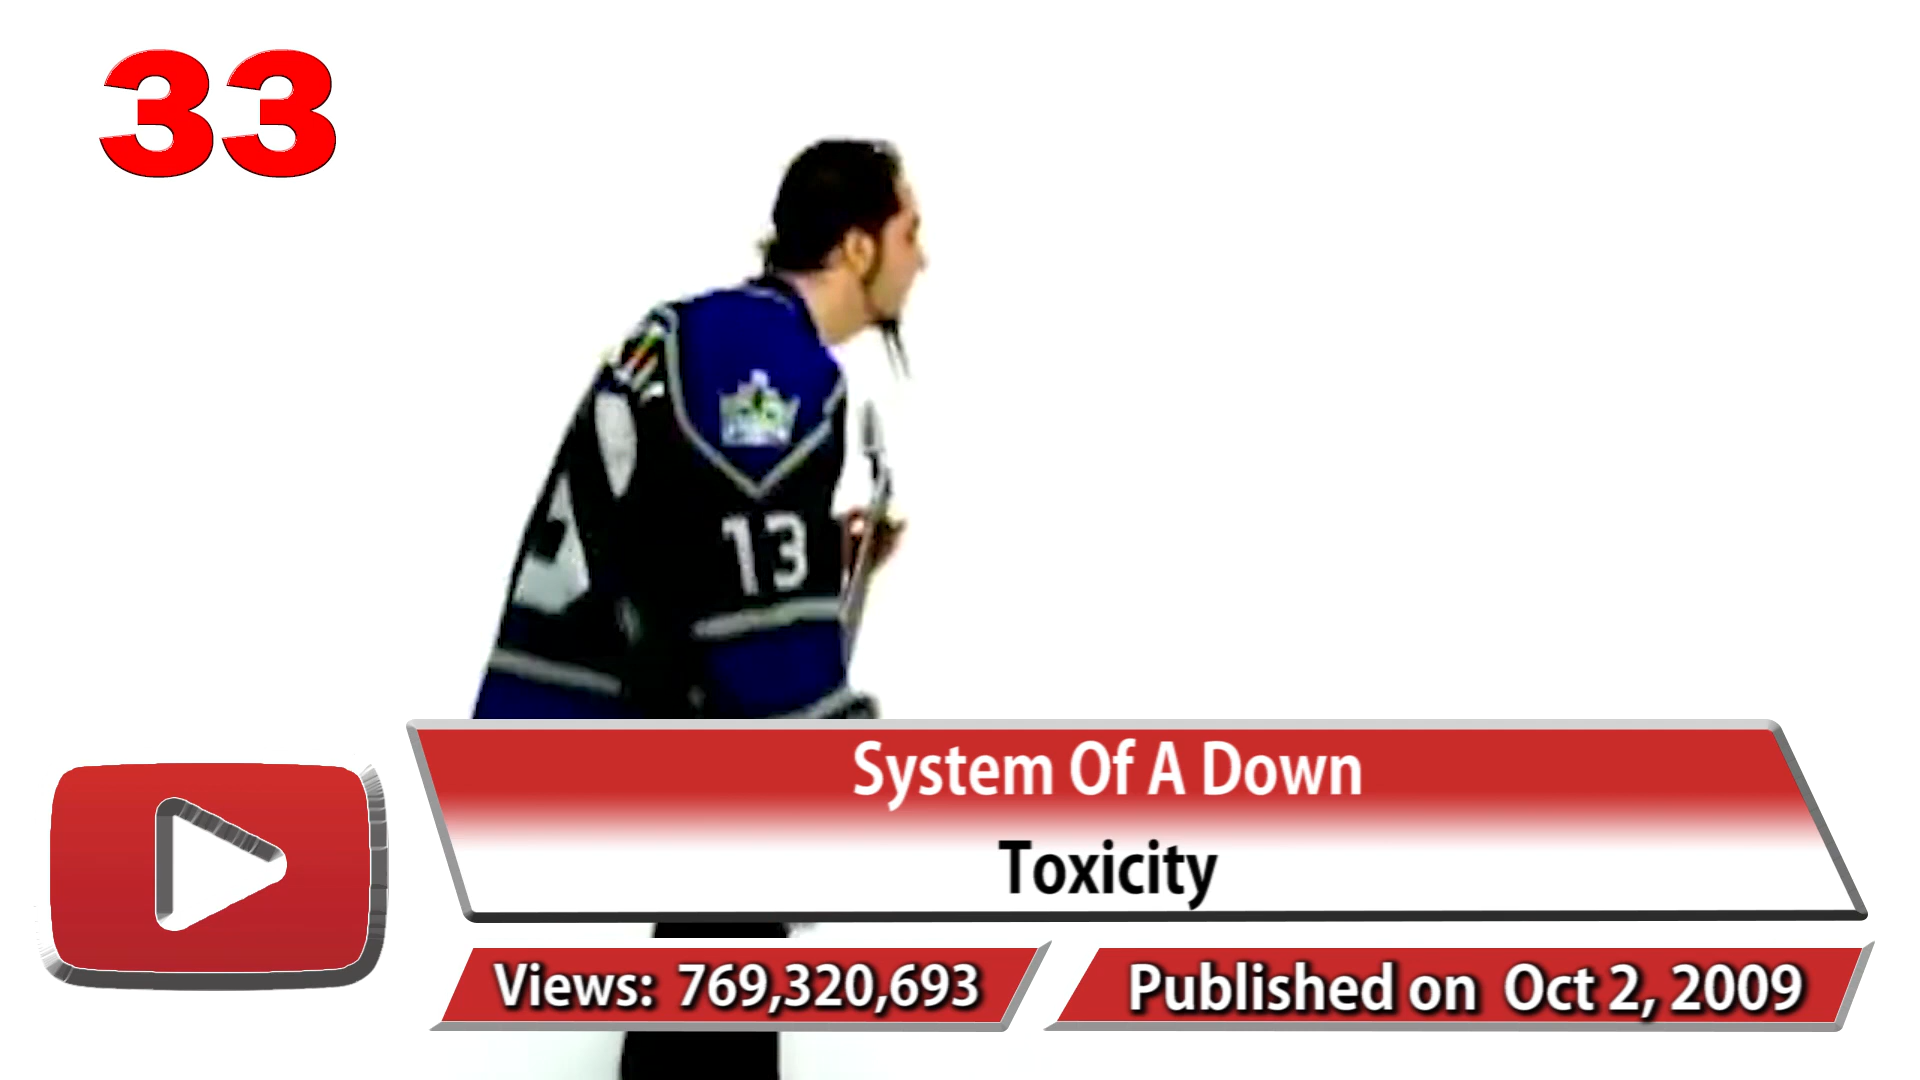 33
13
System Of A Down
Toxicity
Views: 769,320,693
Published on Oct 2, 2009